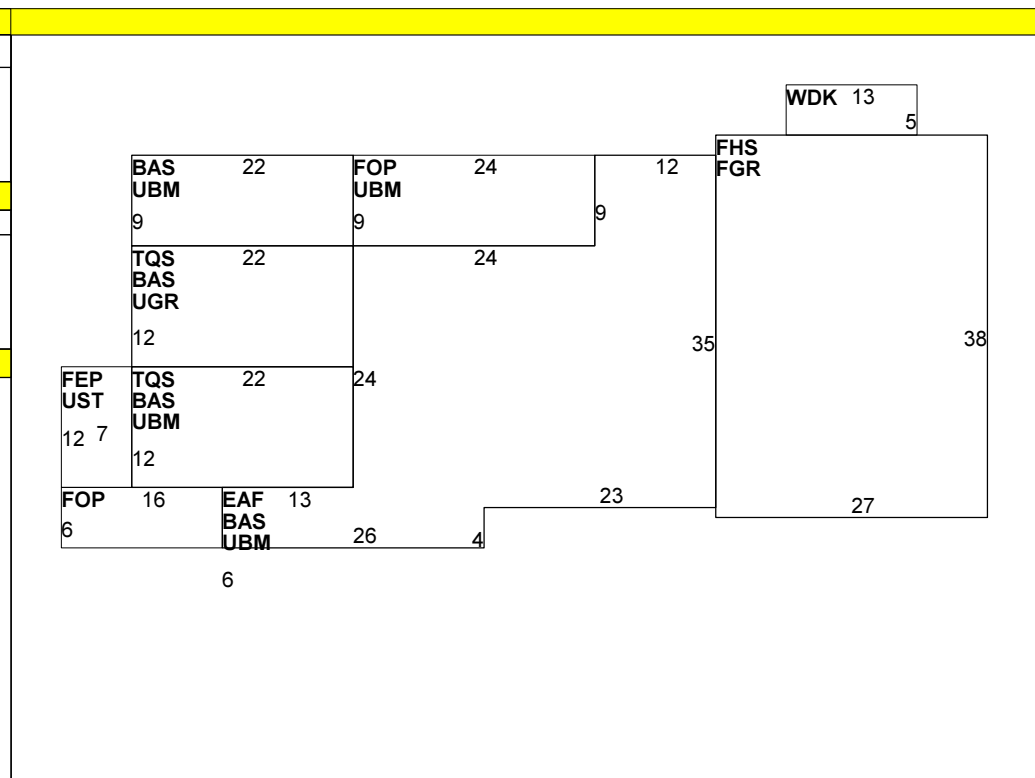 WDK 13
5
FHS
FGR
BAS 22
UBM
9
FOP 24
UBM
9
12
9
TQS 22
BAS
UGR
12
24
35
38
FEP
UST
12 7
TQS 22
BAS
UBM
12
24
FOP 16
6
EAF 13
BAS
UBM
26
4
23
27
6